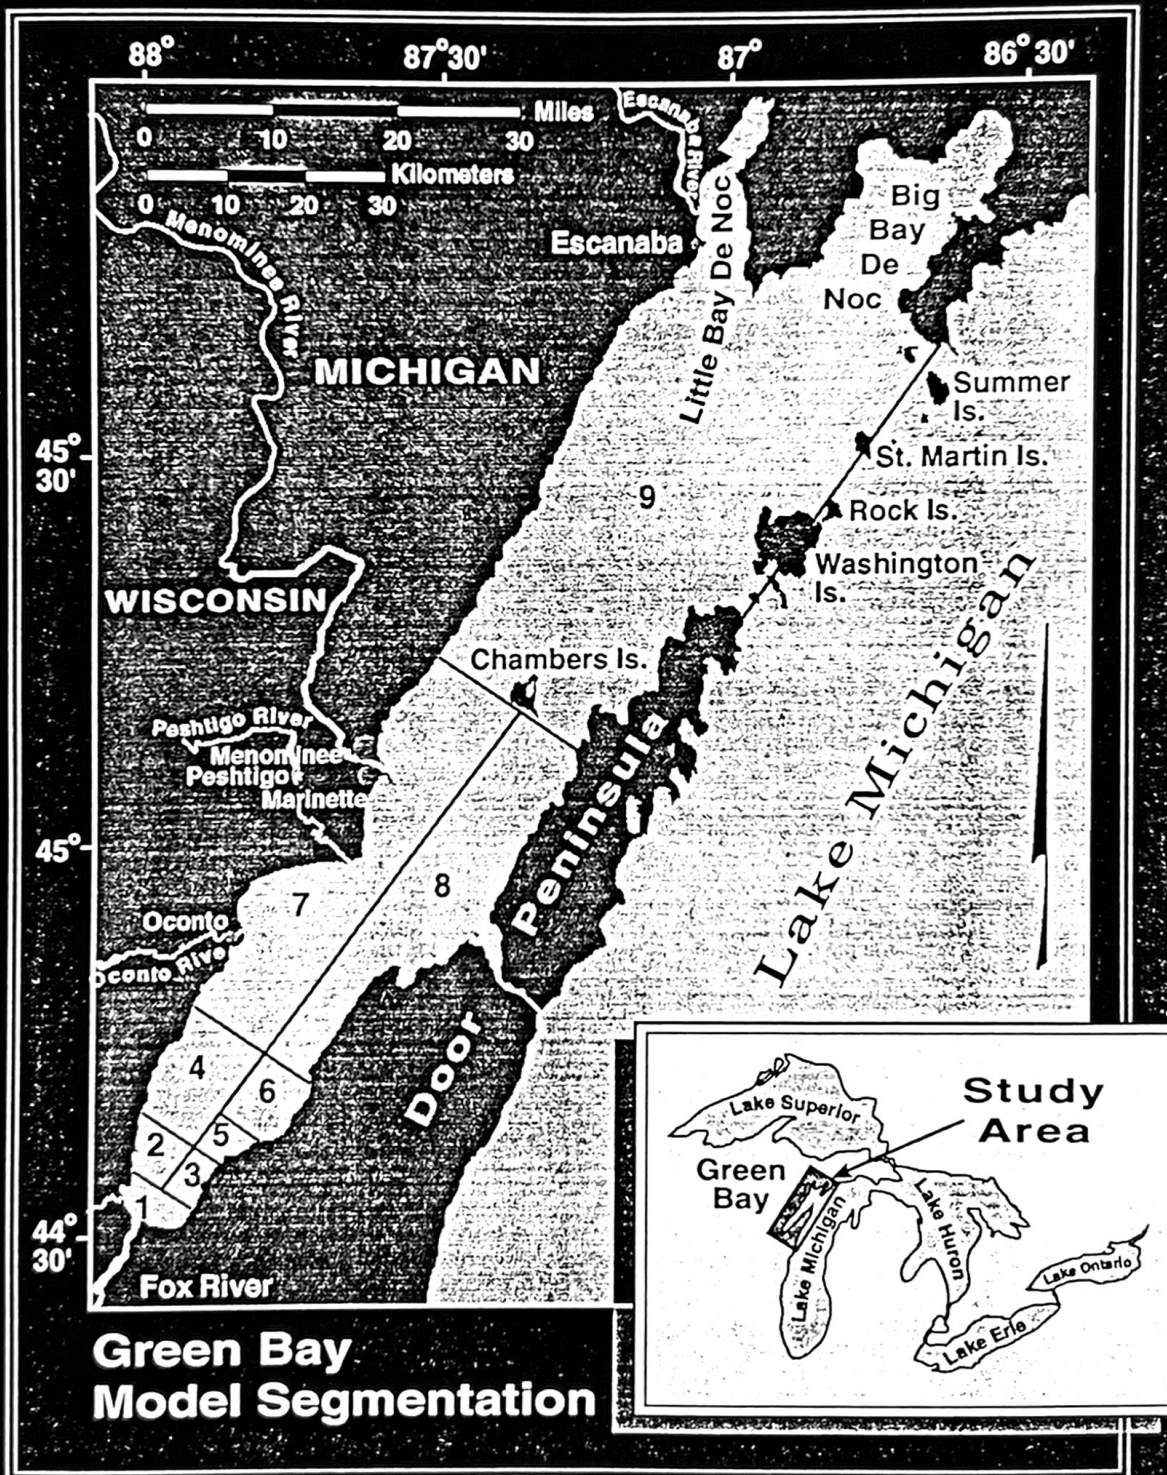 88°
87°30'
87°
86°30'
Miles
0 10 20 30
Kilometers
0 10 20 30
Escanaba River
Menominee River
Escanaba
Little Bay De Noc
Big
Bay
De
Noc
MICHIGAN
Summer
Is.
45°
30'
St. Martin Is.
9
Rock Is.
Washington
Is.
WISCONSIN
Chambers Is.
Peshtigo River
Menominee
Peshtigo
Marinette
Lake Michigan
45°
8
7
Door
Peninsula
Oconto
Oconto River
4
6
5
2
3
1
44°
30'
Fox River
Study
Area
Green
Bay
Lake Superior
Lake Michigan
Lake Huron
Lake Ontario
Lake Erie
Green Bay
Model Segmentation